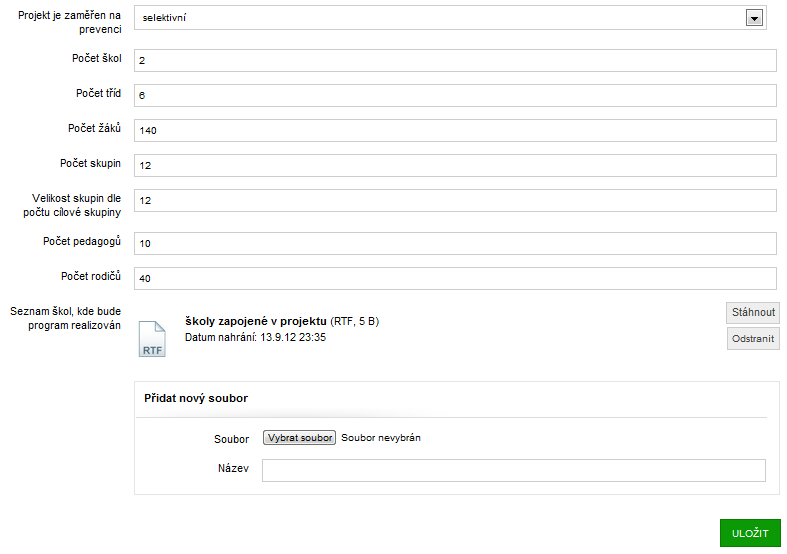 Projekt je zaměřen na
prevenci
selektivní
Počet škol
2
Počet tříd
6
Počet žáků
140
Počet skupin
12
Velikost skupin dle
počtu cílové skupiny
12
Počet pedagogů
10
Počet rodičů
40
Seznam škol, kde bude
program realizován
RTF
školy zapojené v projektu (RTF, 5 B)
Datum nahrání: 13.9.12 23:35
Stáhnout
Odstranit
Přidat nový soubor
Soubor
Vybrat soubor Soubor nevybrán
Název
ULOŽIT